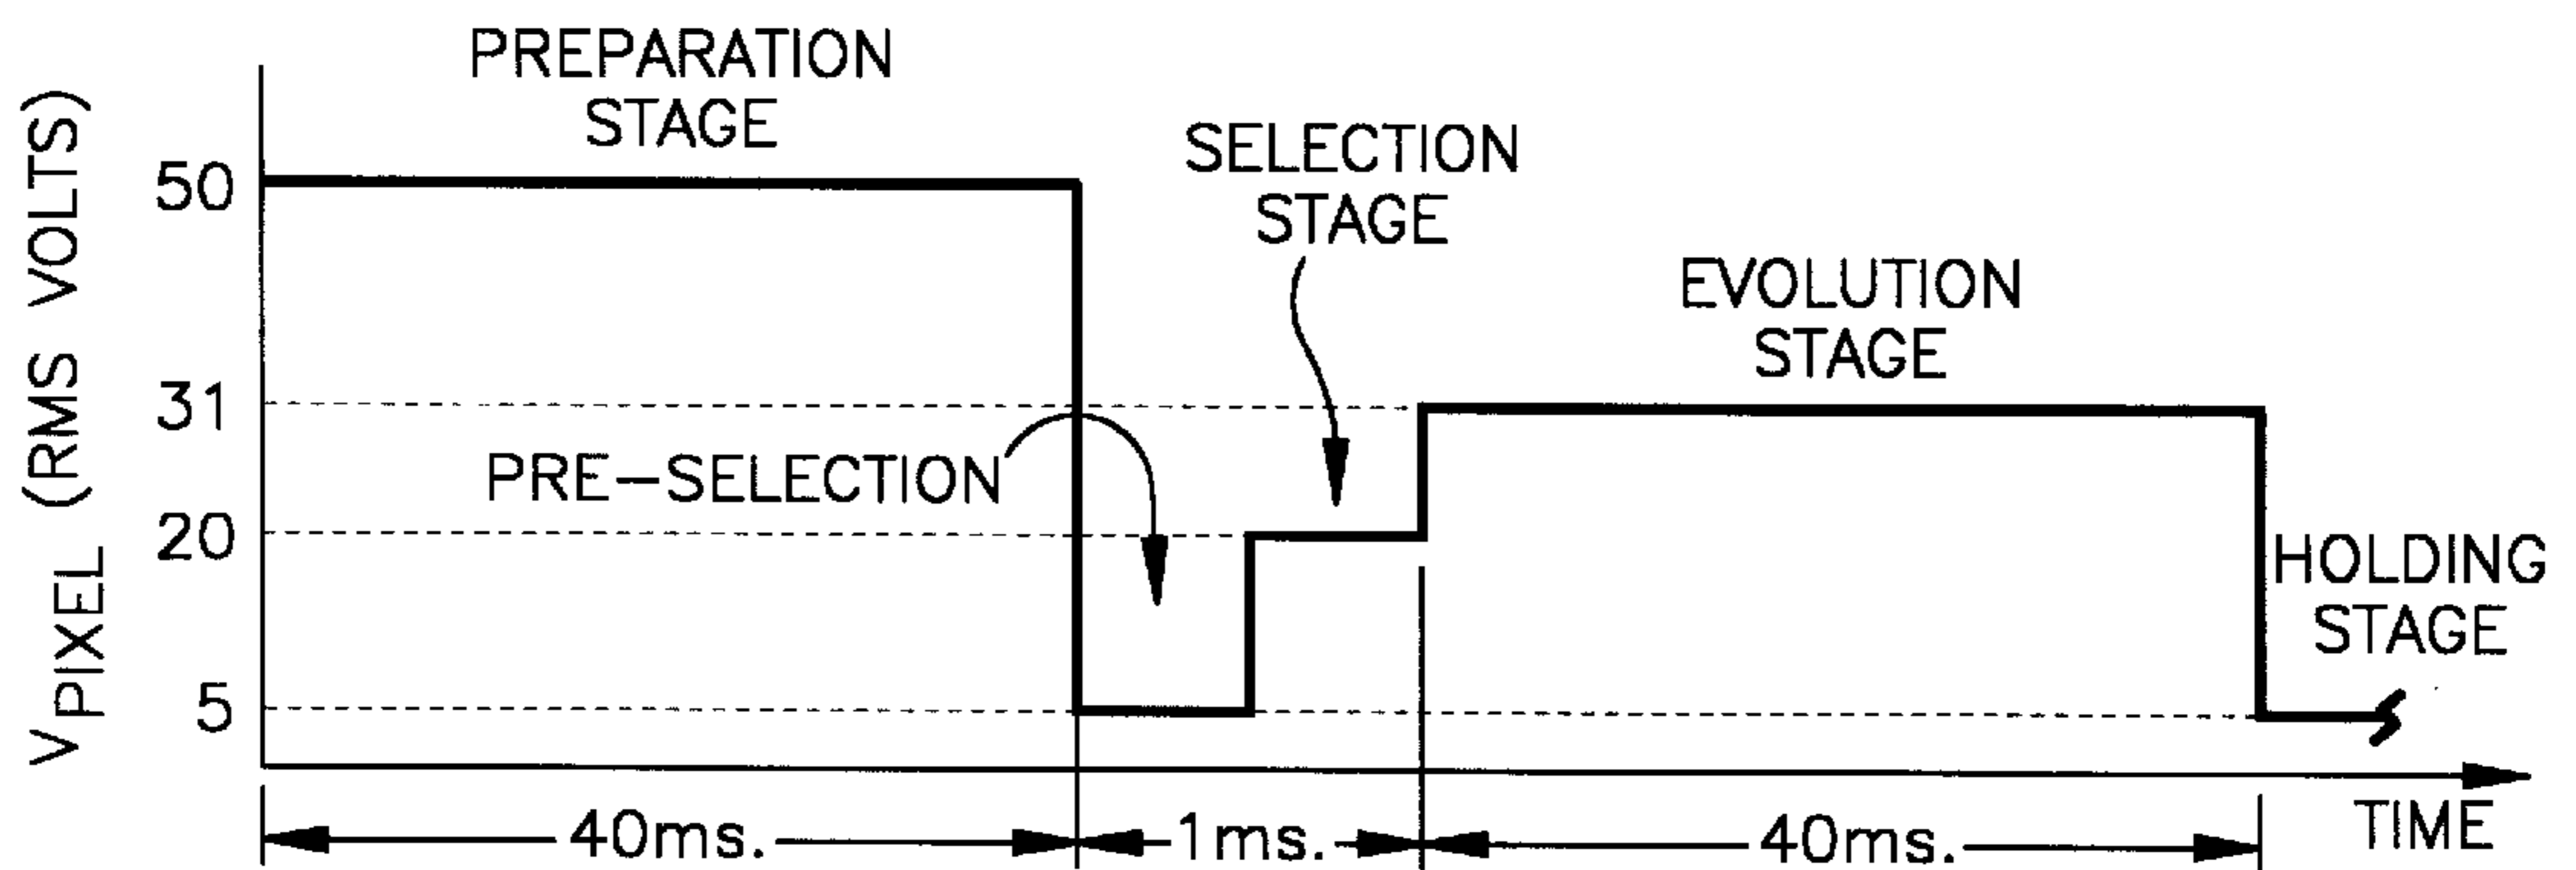 PREPARATION
STAGE
SELECTION
STAGE
EVOLUTION
STAGE
PRE-SELECTION
HOLDING
STAGE
VPIXEL (RMS VOLTS)
50
31
20
5
40ms.
1ms.
40ms.
TIME